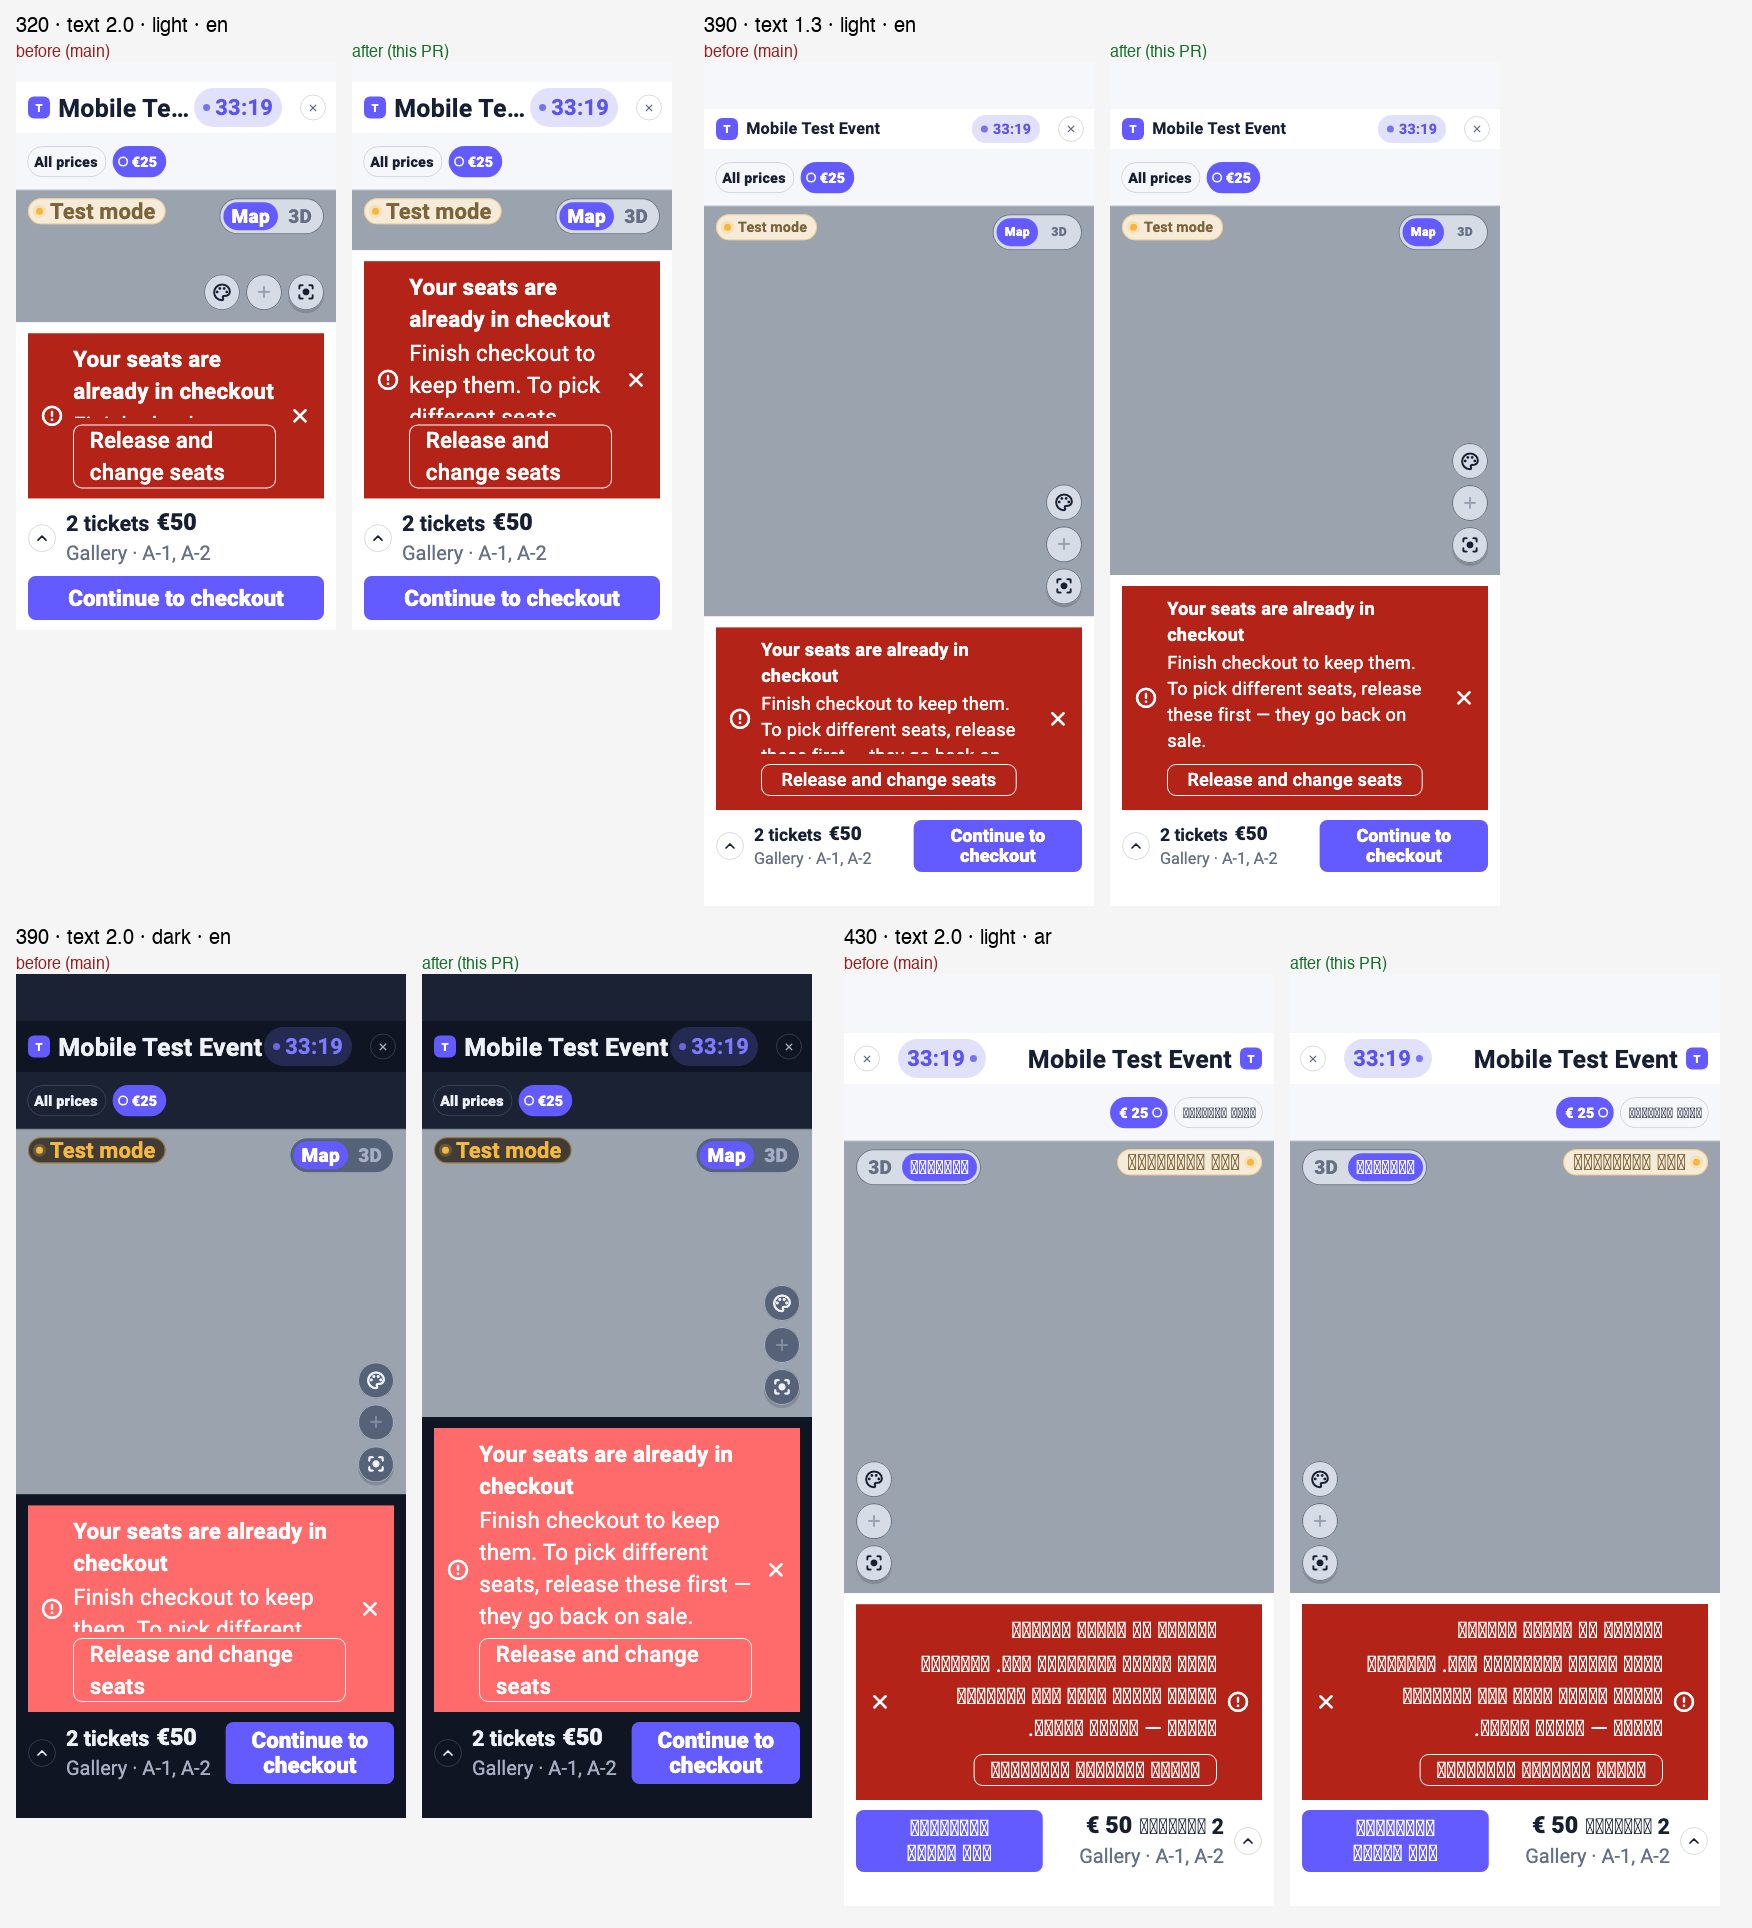 320 · text 2.0 · light · en
before (main)
T Mobile Te... 33:19
All prices €25
Test mode Map 3D
Your seats are
already in checkout
Release and
change seats
2 tickets €50
Gallery · A-1, A-2
Continue to checkout
after (this PR)
T Mobile Te... 33:19
All prices €25
Test mode Map 3D
Your seats are
already in checkout
Finish checkout to
keep them. To pick
different seats
Release and
change seats
2 tickets €50
Gallery · A-1, A-2
Continue to checkout
390 · text 1.3 · light · en
before (main)
T Mobile Test Event 33:19
All prices €25
Test mode Map 3D
Your seats are already in
checkout
Finish checkout to keep them.
To pick different seats, release
these first — they go back on
Release and change seats
2 tickets €50
Gallery · A-1, A-2
Continue to
checkout
after (this PR)
T Mobile Test Event 33:19
All prices €25
Test mode Map 3D
Your seats are already in
checkout
Finish checkout to keep them.
To pick different seats, release
these first — they go back on
sale.
Release and change seats
2 tickets €50
Gallery · A-1, A-2
Continue to
checkout
390 · text 2.0 · dark · en
before (main)
T Mobile Test Event 33:19
All prices €25
Test mode Map 3D
Your seats are already in
checkout
Finish checkout to keep
them. To pick different
Release and change
seats
2 tickets €50
Gallery · A-1, A-2
Continue to
checkout
after (this PR)
T Mobile Test Event 33:19
All prices €25
Test mode Map 3D
Your seats are already in
checkout
Finish checkout to keep
them. To pick different
seats, release these first —
they go back on sale.
Release and change
seats
2 tickets €50
Gallery · A-1, A-2
Continue to
checkout
430 · text 2.0 · light · ar
before (main)
33:19 Mobile Test Event T
€ 25
3D
€ 50 2
Gallery · A-1, A-2
after (this PR)
33:19 Mobile Test Event T
€ 25
3D
€ 50 2
Gallery · A-1, A-2